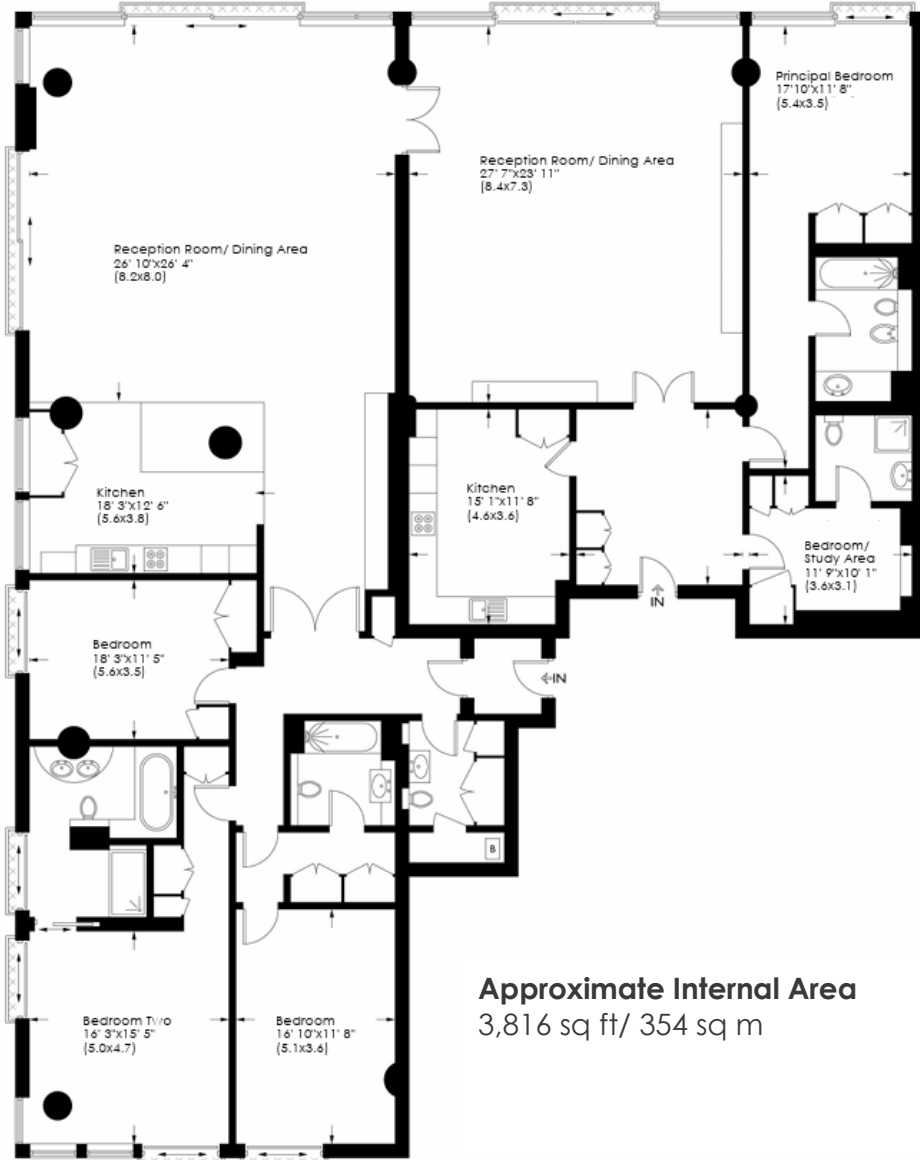 Principal Bedroom
17'10"x11' 8"
(5.4x3.5)
Reception Room/ Dining Area
27' 7"x23' 11"
(8.4x7.3)
Reception Room/ Dining Area
26' 10"x26' 4"
(8.2x8.0)
Kitchen
18' 3"x12' 6"
(5.6x3.8)
Kitchen
15' 1"x11' 8"
(4.6x3.6)
Bedroom/
Study Area
11' 9"x10' 1"
(3.6x3.1)
IN
Bedroom
18' 3"x11' 5"
(5.6x3.5)
IN
B
Bedroom Two
16' 3"x15' 5"
(5.0x4.7)
Bedroom
16' 10"x11' 8"
(5.1x3.6)
Approximate Internal Area
3,816 sq ft/ 354 sq m